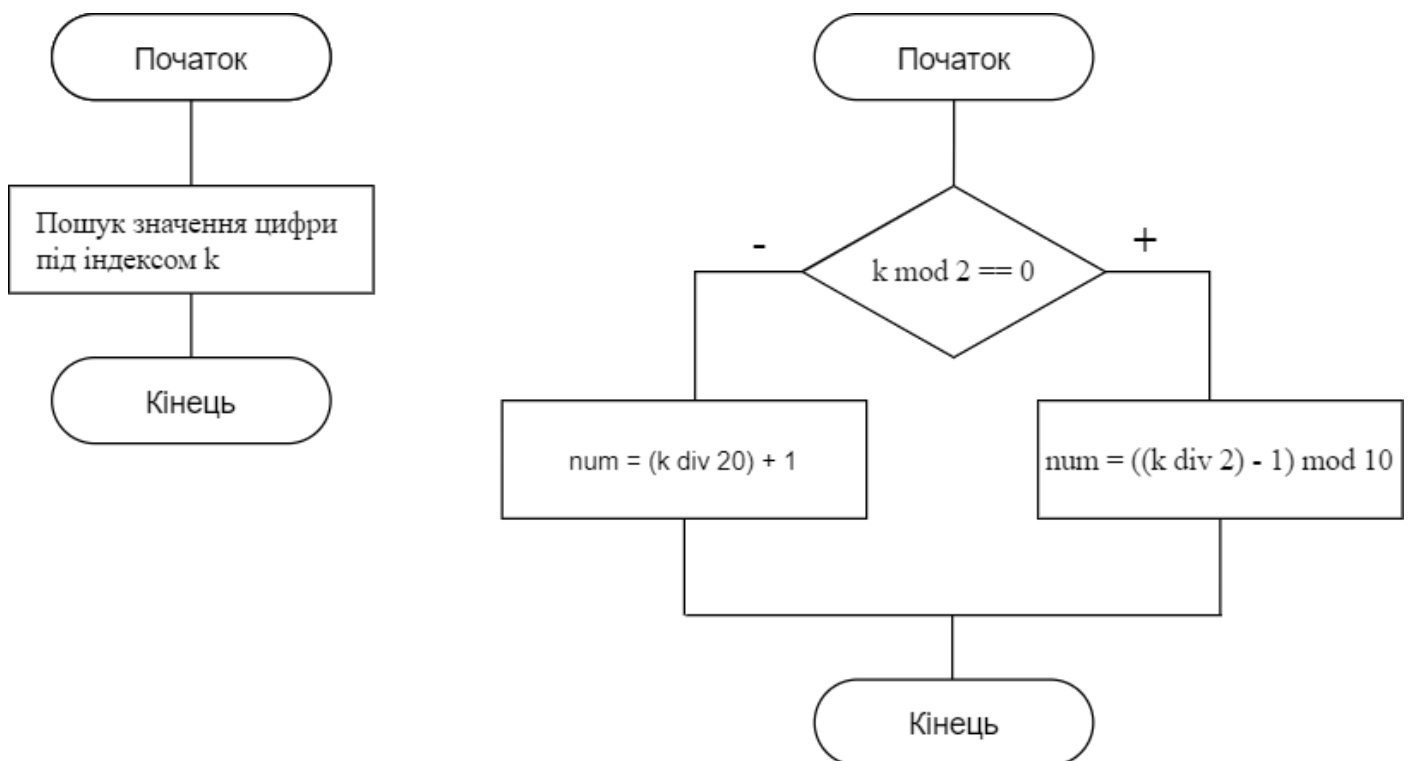 Початок
Пошук значення цифри
під індексом k
Кінець
Початок
-
+
k mod 2 == 0
num = (k div 20) + 1
num = ((k div 2) - 1) mod 10
Кінець